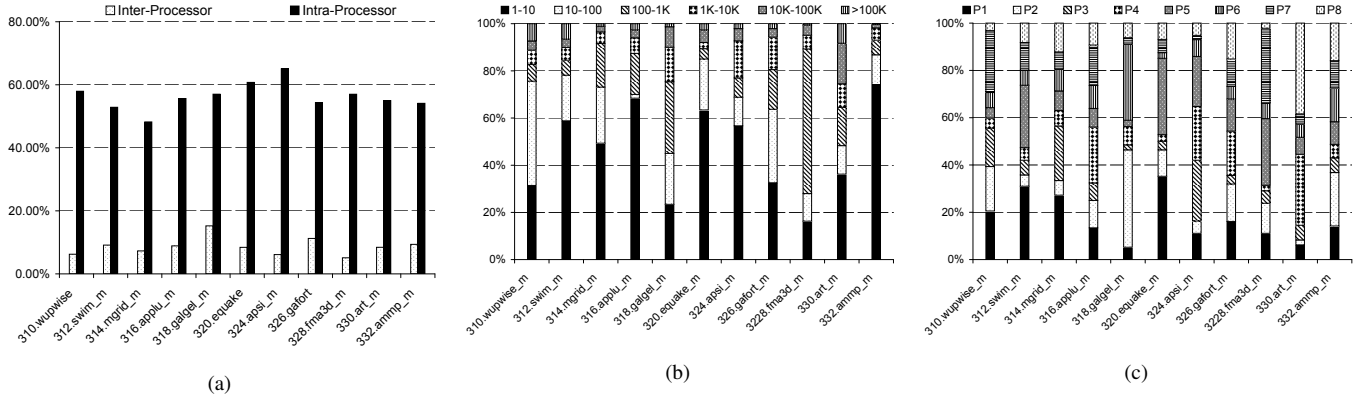 Inter-Processor Intra-Processor
80.00%
60.00%
40.00%
20.00%
0.00%
310.wupwise
312.swim_m
314.mgrid_m
316.applu_m
318.galgel_m
320.equake
324.apsi_m
326.gafort
328.fma3d_m
330.art_m
332.ammp_m
(a)
1-10 10-100 100-1K 1K-10K 10K-100K >100K
100%
80%
60%
40%
20%
0%
310.wupwise_m
312.swim_m
314.mgrid_m
316.applu_m
318.galgel_m
320.equake_m
324.apsi_m
326.gafort_m
3228.fma3d_m
330.art_m
332.ammp_m
(b)
P1 P2 P3 P4 P5 P6 P7 P8
100%
80%
60%
40%
20%
0%
310.wupwise_m
312.swim_m
314.mgrid_m
316.applu_m
318.galgel_m
320.equake_m
324.apsi_m
326.gafort_m
3228.fma3d_m
330.art_m
332.ammp_m
(c)